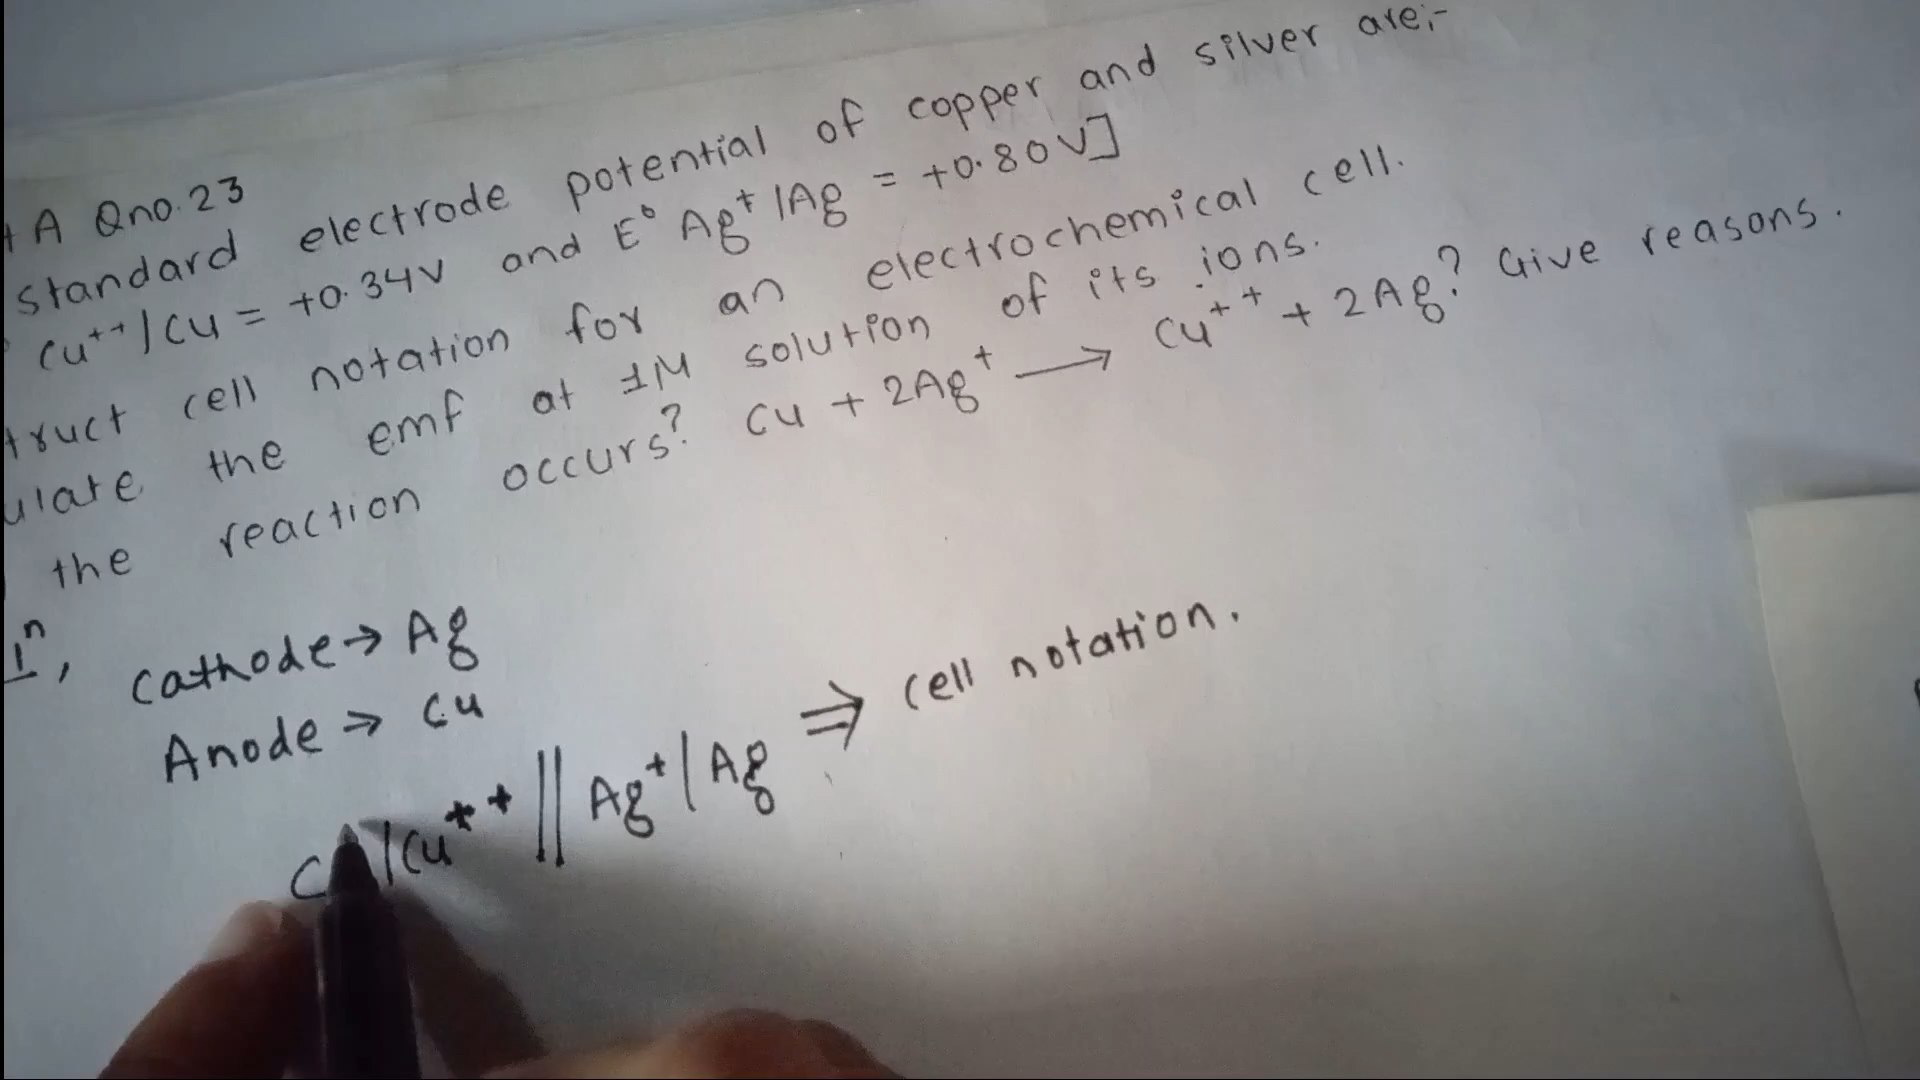 A Qno.23
standard electrode potential of copper and silver are:-
Cu⁺⁺/Cu = +0.34V and E° Ag⁺/Ag = +0.80V]
truct cell notation for an electrochemical cell.
ulate the emf at 1M solution of its ions.
the reaction occurs? Cu + 2Ag⁺ → Cu⁺⁺ + 2Ag? Give reasons.
Cathode → Ag
Anode → Cu
/Cu⁺⁺ || Ag⁺/Ag ⇒ cell notation.